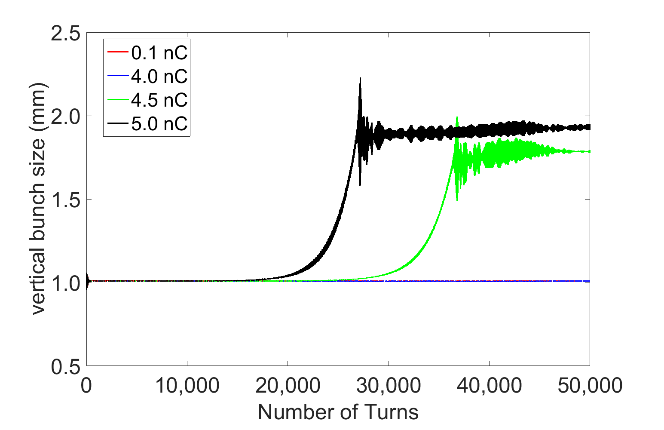 2.5
2.0
1.5
1.0
0.5
vertical bunch size (mm)
0.1 nC
4.0 nC
4.5 nC
5.0 nC
0 10,000 20,000 30,000 40,000 50,000
Number of Turns